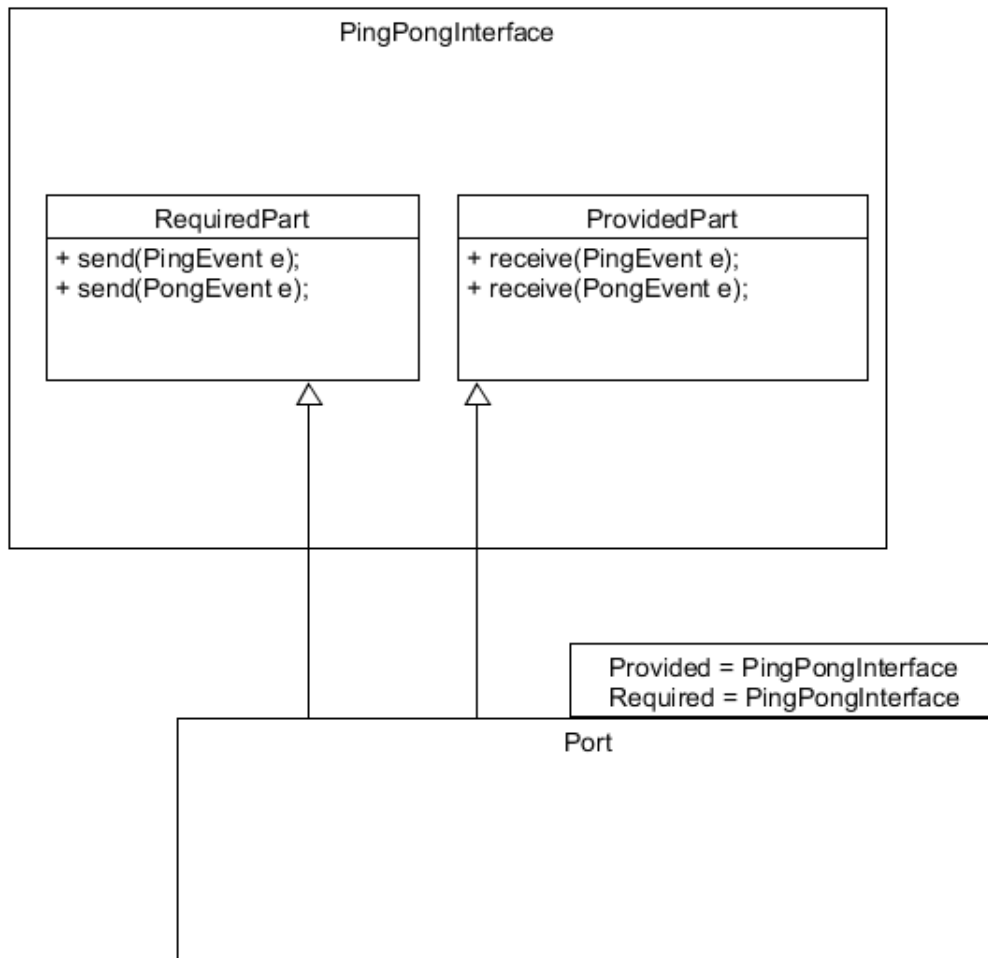 PingPongInterface
RequiredPart
+ send(PingEvent e);
+ send(PongEvent e);
ProvidedPart
+ receive(PingEvent e);
+ receive(PongEvent e);
Provided = PingPongInterface
Required = PingPongInterface
Port